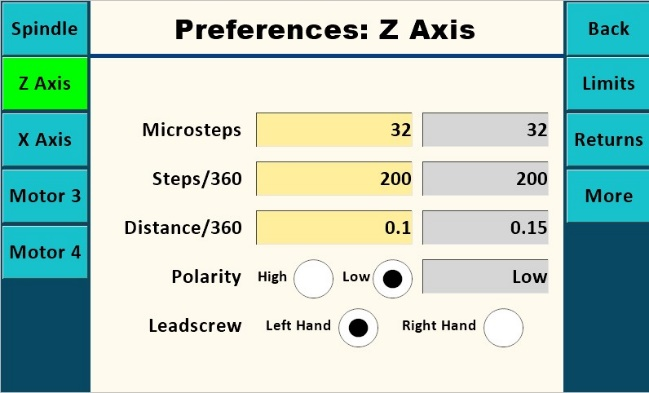 Spindle
Preferences: Z Axis
Back
Z Axis
Limits
X Axis
Returns
Motor 3
More
Motor 4
Microsteps 32 32
Steps/360 200 200
Distance/360 0.1 0.15
Polarity High Low Low
Leadscrew Left Hand Right Hand